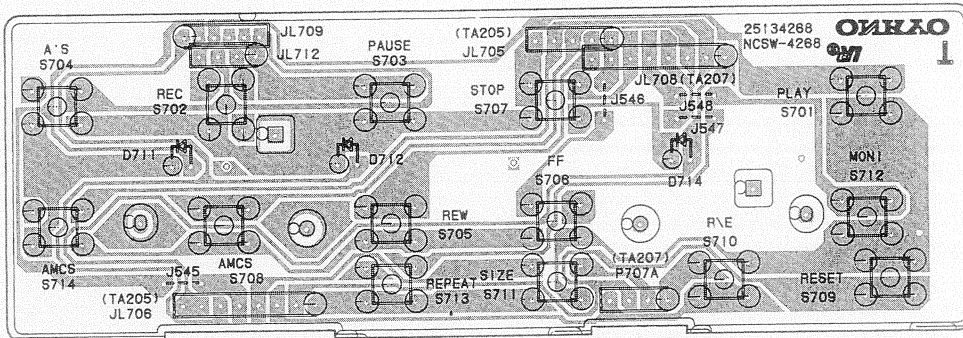 A'S
S704
REC
S702
JL709
JL712
PAUSE
S703
STOP
S707
(TA205)
JL705
JL708(TA207)
25134268
NCSW-4268
ONKYO
J546
J548
J547
PLAY
S701
D711
D712
D714
MONI
S712
FF
S706
REW
S705
R\E
S710
AMCS
S714
AMCS
S708
J545
(TA205)
JL706
REPEAT
S713
SIZE
S711
(TA207)
P707A
RESET
S709
T